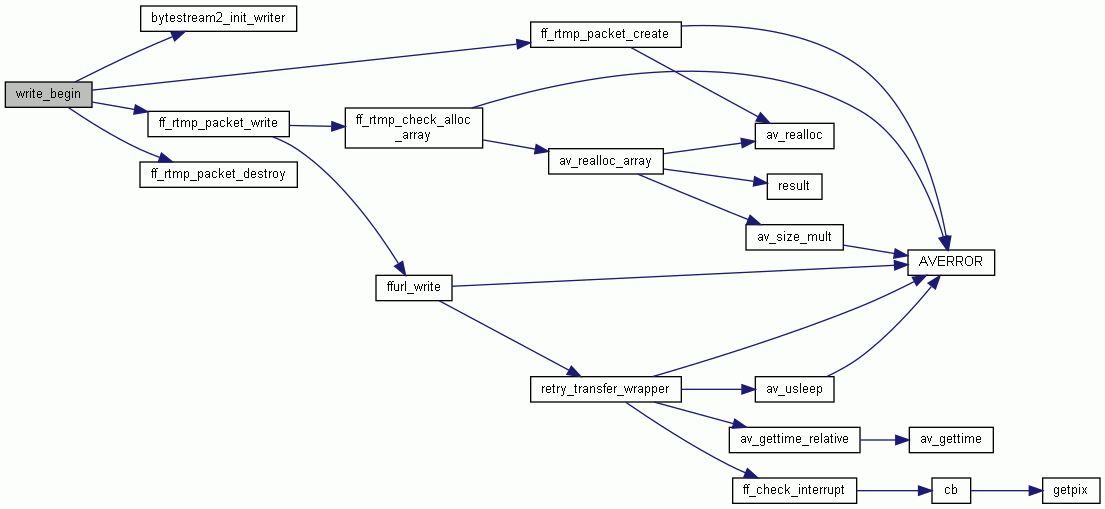 bytestream2_init_writer
ff_rtmp_packet_create
write_begin
ff_rtmp_packet_write
ff_rtmp_check_alloc
_array
av_realloc
av_realloc_array
ff_rtmp_packet_destroy
result
av_size_mult
AVERROR
ffurl_write
retry_transfer_wrapper
av_usleep
av_gettime_relative
av_gettime
ff_check_interrupt
cb
getpix